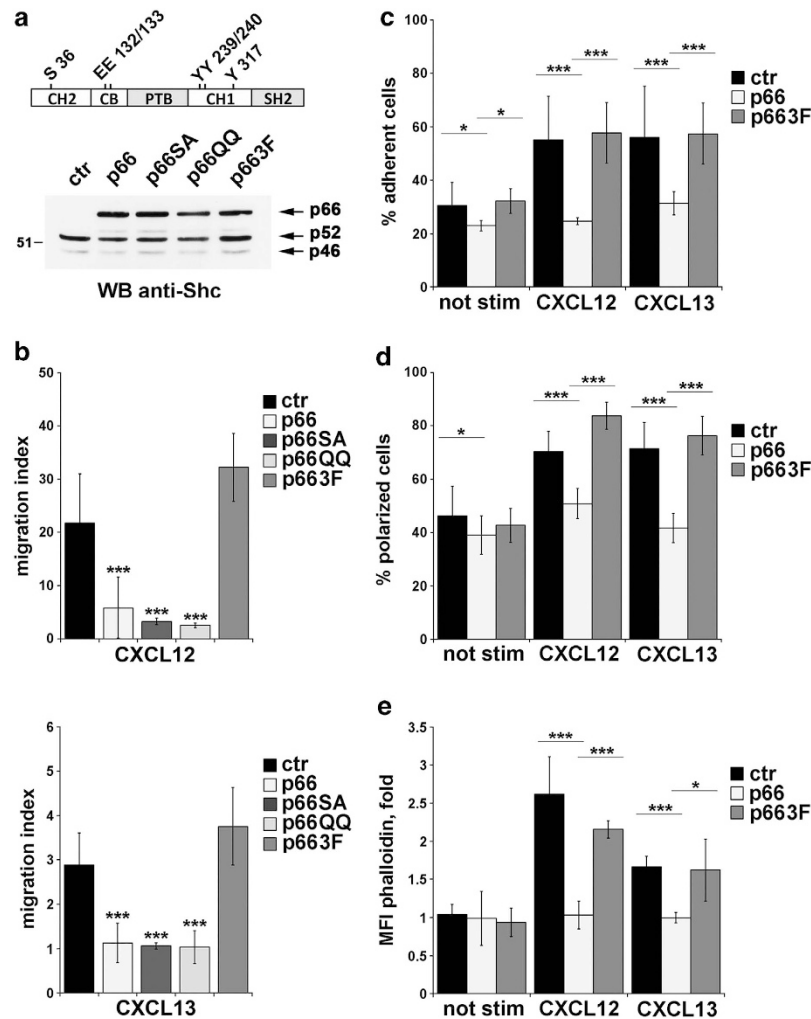 a
S 36
EE 132/133
YY 239/240
Y 317
CH2 CB PTB CH1 SH2
ctr p66 p66SA p66QQ p663F
p66
51
p52
p46
WB anti-Shc
b
50
40
30
20
10
0
migration index
ctr
p66
p66SA
p66QQ
p663F
*** *** ***
CXCL12
6
5
4
3
2
1
0
migration index
ctr
p66
p66SA
p66QQ
p663F
*** *** ***
CXCL13
c
100
80
60
40
20
0
% adherent cells
ctr
p66
p663F
* * *** *** *** ***
not stim CXCL12 CXCL13
d
100
80
60
40
20
0
% polarized cells
ctr
p66
p663F
* *** *** *** ***
not stim CXCL12 CXCL13
e
3.5
3
2.5
2
1.5
1
0.5
0
MFI phalloidin, fold
ctr
p66
p663F
*** *** *** *
not stim CXCL12 CXCL13